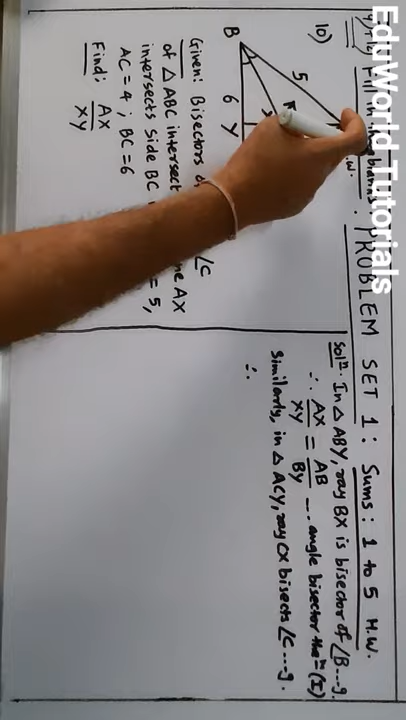 EduWorld Tutorials
PROBLEM SET 1: Sums: 1 to 5 H.W.
10)
B
5
6
Y
Given: Bisectors ∠C
of △ABC intersect AX
intersects Side BC = 5,
AC = 4 ; BC = 6
Find: AX
XY
Solⁿ. In △ABY, ray BX is bisector of ∠B...g.
∴ AX = AB ... angle bisector theᵐ (I)
XY BY
Similarly, in △ACY, ray CX bisects ∠C...g.
∴